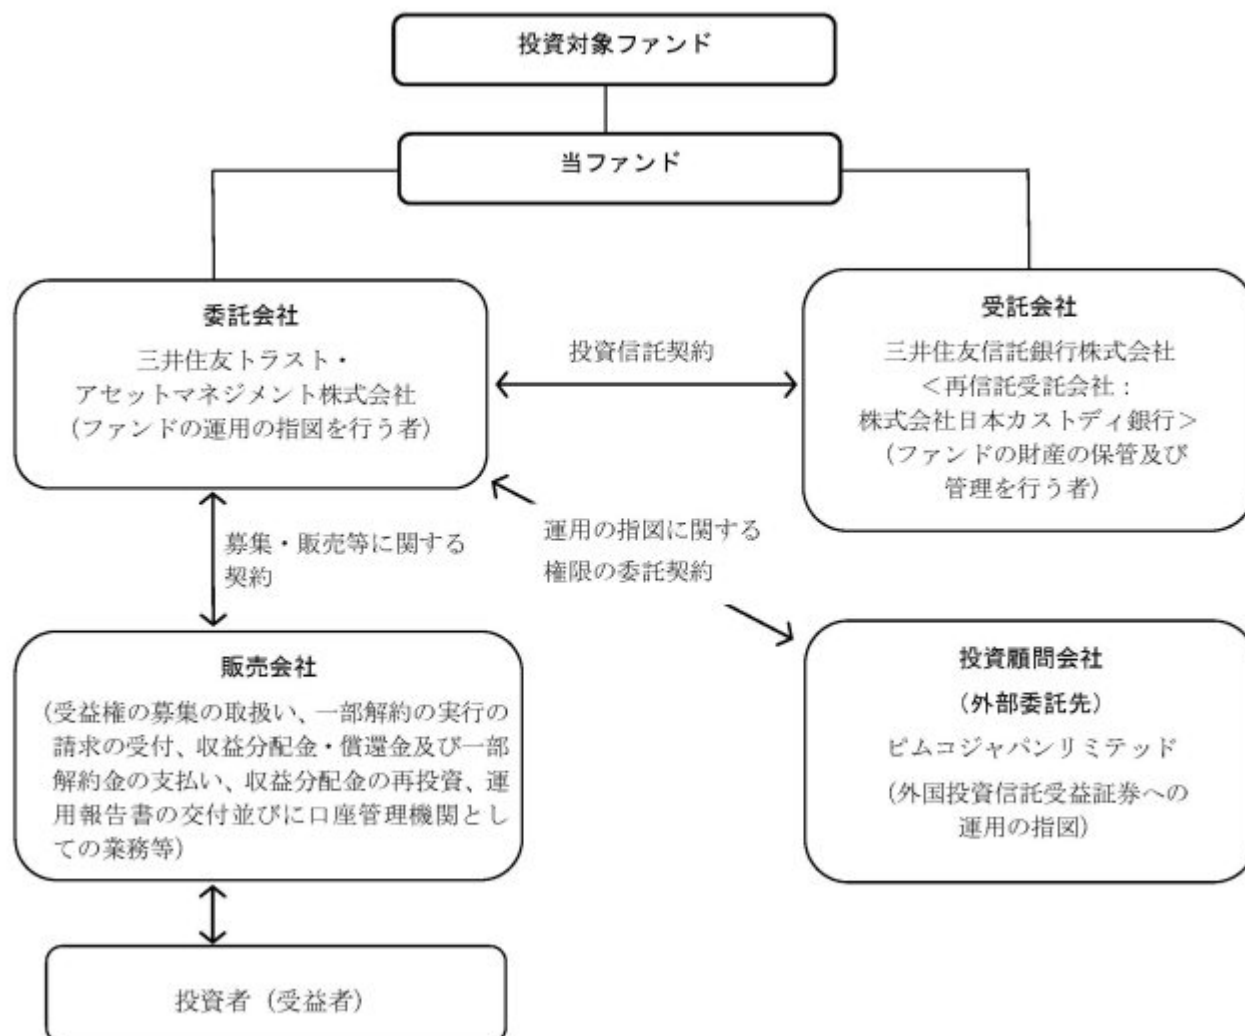 投資対象ファンド
当ファンド
委託会社
三井住友トラスト・
アセットマネジメント株式会社
(ファンドの運用の指図を行う者)
投資信託契約
受託会社
三井住友信託銀行株式会社
<再信託受託会社:
株式会社日本カストディ銀行>
(ファンドの財産の保管及び
管理を行う者)
募集・販売等に関する
契約
運用の指図に関する
権限の委託契約
販売会社
(受益権の募集の取扱い、一部解約の実行の
請求の受付、収益分配金・償還金及び一部
解約金の支払い、収益分配金の再投資、運
用報告書の交付並びに口座管理機関とし
ての業務等)
投資顧問会社
(外部委託先)
ピムコジャパンリミテッド
(外国投資信託受益証券への
運用の指図)
投資者(受益者)